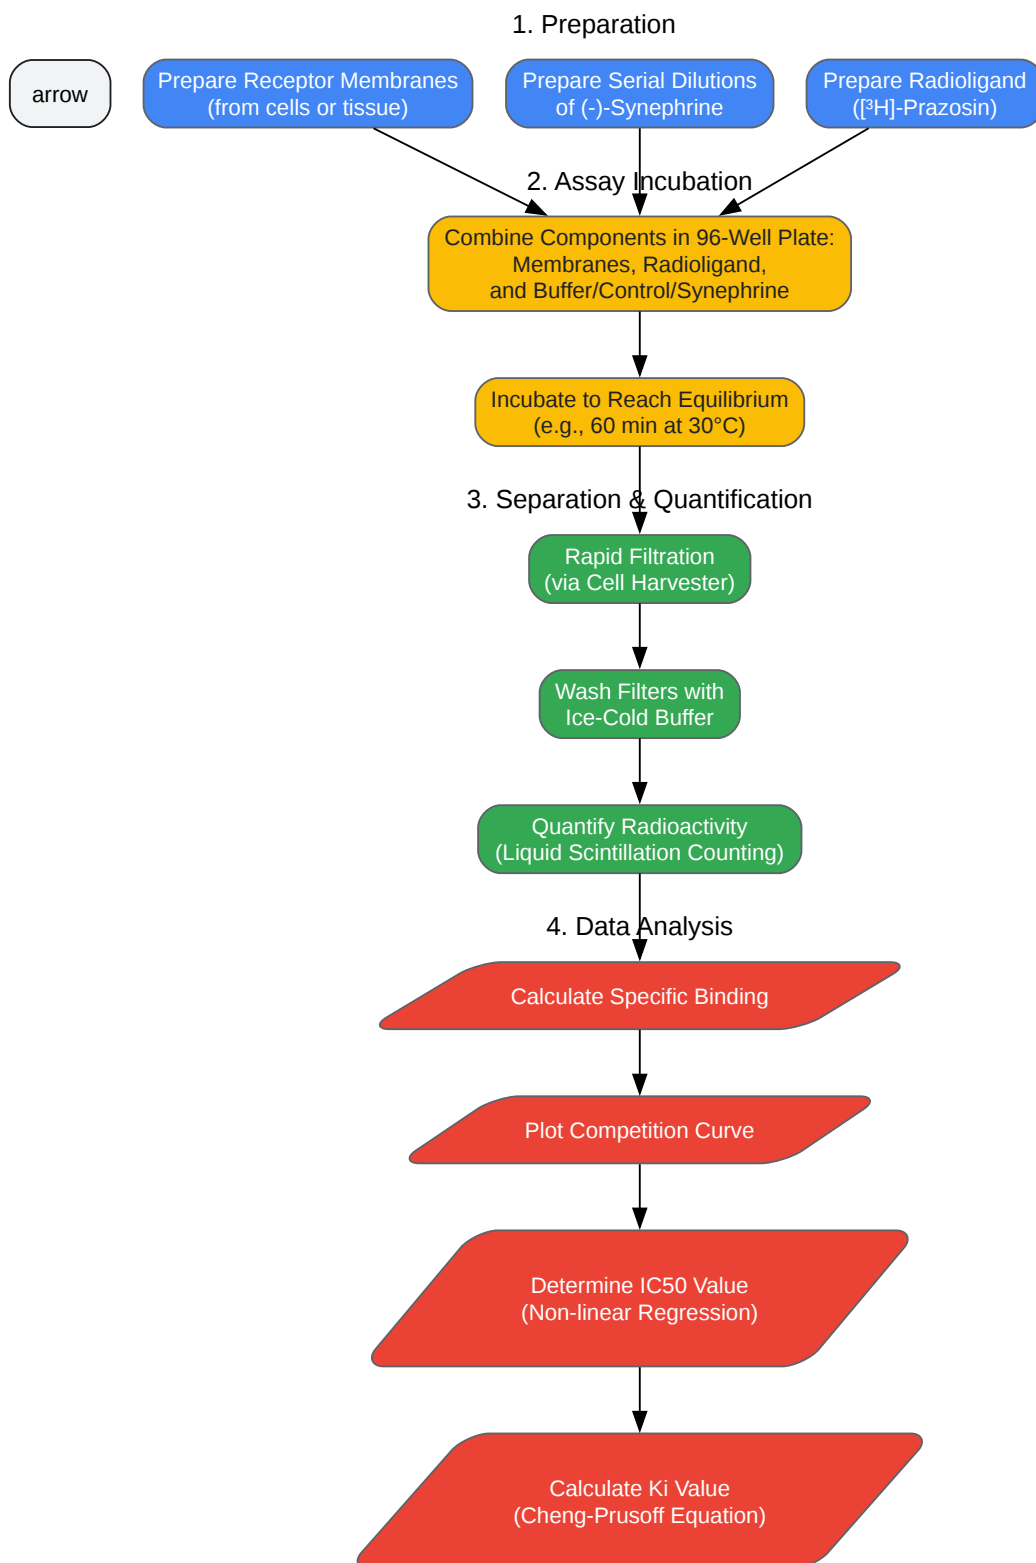 1. Preparation
arrow
Prepare Receptor Membranes
(from cells or tissue)
Prepare Serial Dilutions
of (-)-Synephrine
Prepare Radioligand
([³H]-Prazosin)
2. Assay Incubation
Combine Components in 96-Well Plate:
Membranes, Radioligand,
and Buffer/Control/Synephrine
Incubate to Reach Equilibrium
(e.g., 60 min at 30°C)
3. Separation & Quantification
Rapid Filtration
(via Cell Harvester)
Wash Filters with
Ice-Cold Buffer
Quantify Radioactivity
(Liquid Scintillation Counting)
4. Data Analysis
Calculate Specific Binding
Plot Competition Curve
Determine IC50 Value
(Non-linear Regression)
Calculate Ki Value
(Cheng-Prusoff Equation)